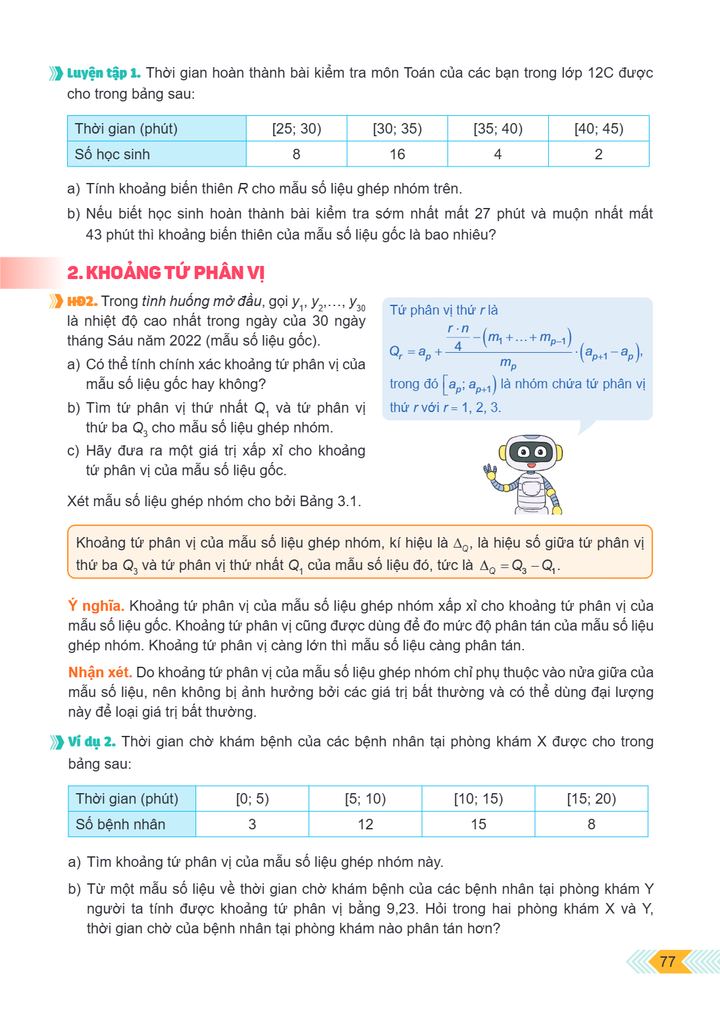 Luyện tập 1. Thời gian hoàn thành bài kiểm tra môn Toán của các bạn trong lớp 12C được
cho trong bảng sau:
Thời gian (phút) [25; 30) [30; 35) [35; 40) [40; 45)
Số học sinh 8 16 4 2
a) Tính khoảng biến thiên R cho mẫu số liệu ghép nhóm trên.
b) Nếu biết học sinh hoàn thành bài kiểm tra sớm nhất mất 27 phút và muộn nhất mất
43 phút thì khoảng biến thiên của mẫu số liệu gốc là bao nhiêu?
2. KHOẢNG TỨ PHÂN VỊ
HĐ2. Trong tình huống mở đầu, gọi y₁, y₂,…, y₃₀
là nhiệt độ cao nhất trong ngày của 30 ngày
tháng Sáu năm 2022 (mẫu số liệu gốc).
a) Có thể tính chính xác khoảng tứ phân vị của
mẫu số liệu gốc hay không?
b) Tìm tứ phân vị thứ nhất Q₁ và tứ phân vị
thứ ba Q₃ cho mẫu số liệu ghép nhóm.
c) Hãy đưa ra một giá trị xấp xỉ cho khoảng
tứ phân vị của mẫu số liệu gốc.
Tứ phân vị thứ r là
Q_r = a_p + (r·n/4 − (m₁ + … + m_{p−1}))/m_p · (a_{p+1} − a_p),
trong đó [a_p; a_{p+1}) là nhóm chứa tứ phân vị
thứ r với r = 1, 2, 3.
Xét mẫu số liệu ghép nhóm cho bởi Bảng 3.1.
Khoảng tứ phân vị của mẫu số liệu ghép nhóm, kí hiệu là Δ_Q, là hiệu số giữa tứ phân vị
thứ ba Q₃ và tứ phân vị thứ nhất Q₁ của mẫu số liệu đó, tức là Δ_Q = Q₃ − Q₁.
Ý nghĩa. Khoảng tứ phân vị của mẫu số liệu ghép nhóm xấp xỉ cho khoảng tứ phân vị của
mẫu số liệu gốc. Khoảng tứ phân vị cũng được dùng để đo mức độ phân tán của mẫu số liệu
ghép nhóm. Khoảng tứ phân vị càng lớn thì mẫu số liệu càng phân tán.
Nhận xét. Do khoảng tứ phân vị của mẫu số liệu ghép nhóm chỉ phụ thuộc vào nửa giữa của
mẫu số liệu, nên không bị ảnh hưởng bởi các giá trị bất thường và có thể dùng đại lượng
này để loại giá trị bất thường.
Ví dụ 2. Thời gian chờ khám bệnh của các bệnh nhân tại phòng khám X được cho trong
bảng sau:
Thời gian (phút) [0; 5) [5; 10) [10; 15) [15; 20)
Số bệnh nhân 3 12 15 8
a) Tìm khoảng tứ phân vị của mẫu số liệu ghép nhóm này.
b) Từ một mẫu số liệu về thời gian chờ khám bệnh của các bệnh nhân tại phòng khám Y
người ta tính được khoảng tứ phân vị bằng 9,23. Hỏi trong hai phòng khám X và Y,
thời gian chờ của bệnh nhân tại phòng khám nào phân tán hơn?
77